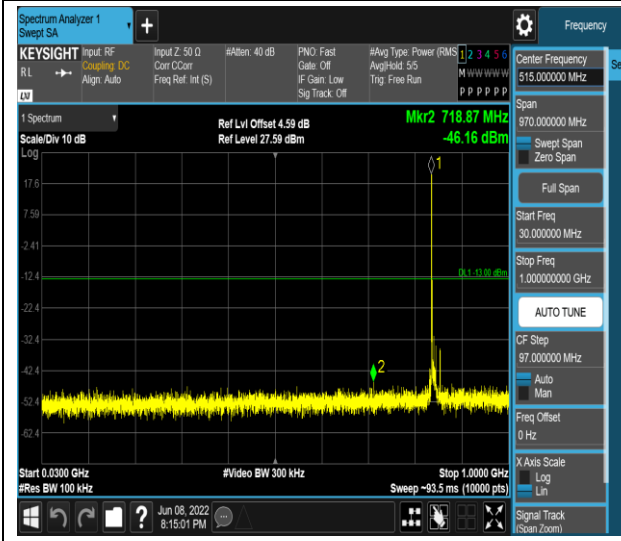 Spectrum Analyzer 1
Swept SA
Frequency
KEYSIGHT
RL
Input: RF
Coupling: DC
Align: Auto
Input Z: 50 Ω
Corr CCorr
Freq Ref: Int (S)
#Atten: 40 dB
PNO: Fast
Gate: Off
IF Gain: Low
Sig Track: Off
#Avg Type: Power (RMS
Avg|Hold: 5/5
Trig: Free Run
1 2 3 4 5 6
M W W W W W
P P P P P P
LXI
1 Spectrum
Scale/Div 10 dB
Ref Lvl Offset 4.59 dB
Ref Level 27.59 dBm
Mkr2 718.87 MHz
-46.16 dBm
Log
1
17.6
7.59
-2.41
-12.4
DL1 -13.00 dBm
-22.4
-32.4
-42.4
2
-52.4
-62.4
Start 0.0300 GHz
#Res BW 100 kHz
#Video BW 300 kHz
Stop 1.0000 GHz
Sweep ~93.5 ms (10000 pts)
?
Jun 08, 2022
8:15:01 PM
Center Frequency
515.000000 MHz
Se
Span
970.000000 MHz
Swept Span
Zero Span
Full Span
Start Freq
30.000000 MHz
Stop Freq
1.000000000 GHz
AUTO TUNE
CF Step
97.000000 MHz
Auto
Man
Freq Offset
0 Hz
X Axis Scale
Log
Lin
Signal Track
(Span Zoom)